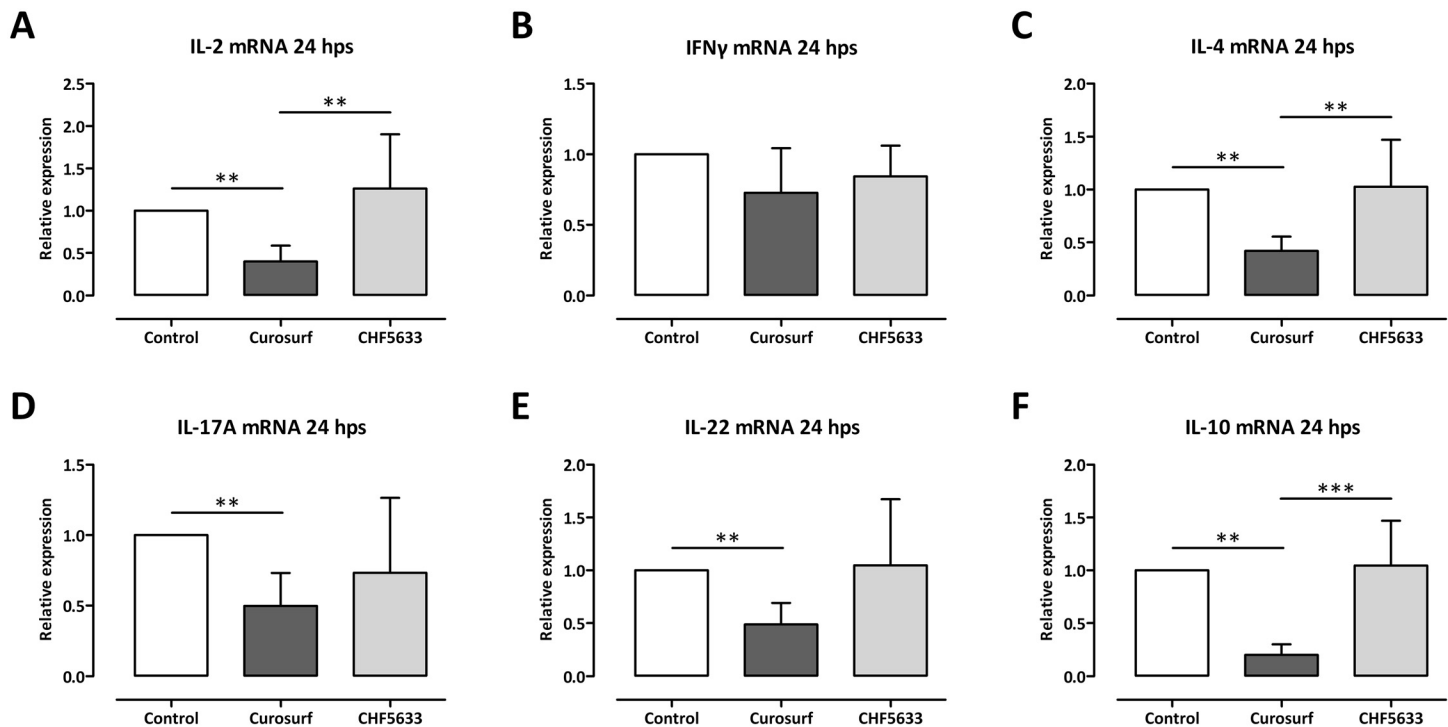 A
IL-2 mRNA 24 hps
Relative expression
2.5
2.0
1.5
1.0
0.5
0.0
**
**
Control Curosurf CHF5633
B
IFNγ mRNA 24 hps
Relative expression
1.5
1.0
0.5
0.0
Control Curosurf CHF5633
C
IL-4 mRNA 24 hps
Relative expression
2.0
1.5
1.0
0.5
0.0
**
**
Control Curosurf CHF5633
D
IL-17A mRNA 24 hps
Relative expression
1.5
1.0
0.5
0.0
**
Control Curosurf CHF5633
E
IL-22 mRNA 24 hps
Relative expression
2.0
1.5
1.0
0.5
0.0
**
Control Curosurf CHF5633
F
IL-10 mRNA 24 hps
Relative expression
2.0
1.5
1.0
0.5
0.0
***
**
Control Curosurf CHF5633